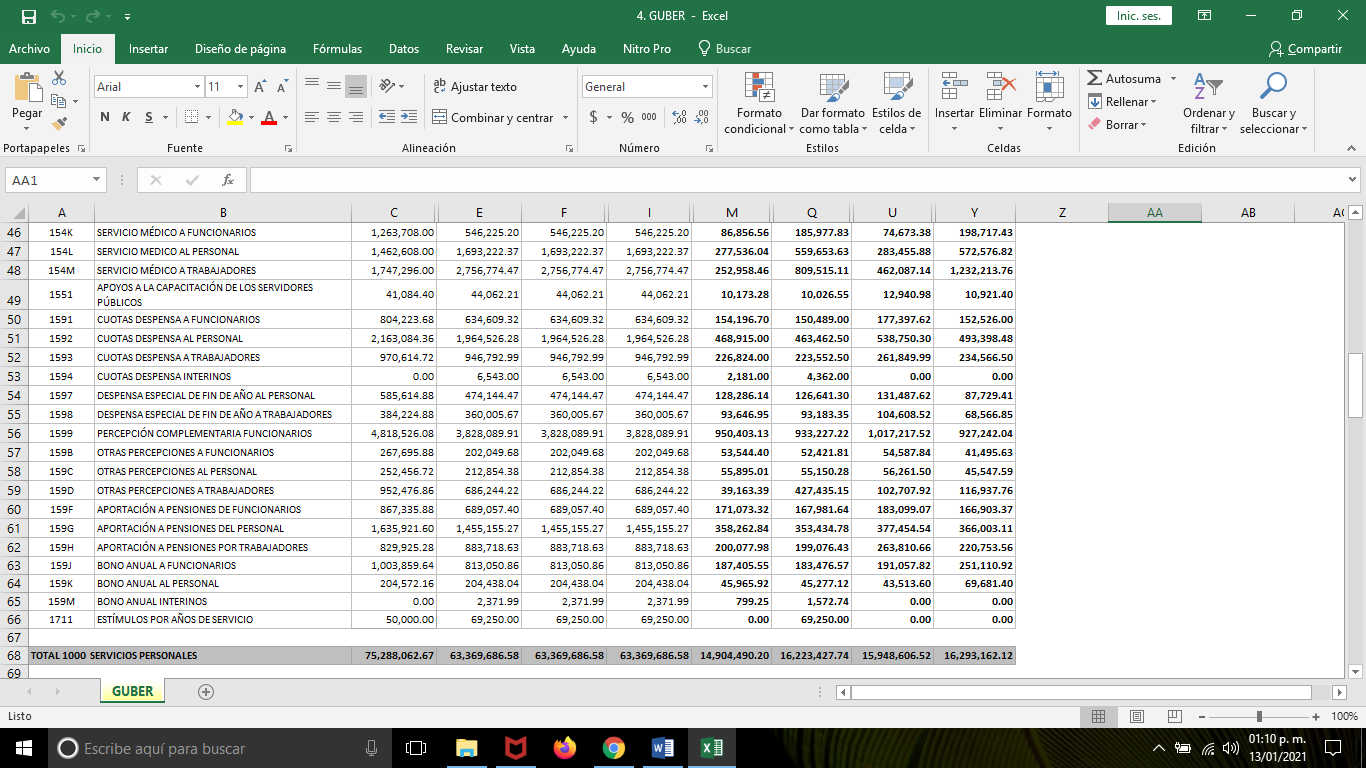 4. GUBER - Excel
Inic. ses.
Archivo Inicio Insertar Diseño de página Fórmulas Datos Revisar Vista Ayuda Nitro Pro Buscar Compartir
Pegar
Arial 11
N K S
Ajustar texto
Combinar y centrar
General
$ % 000
Formato condicional
Dar formato como tabla
Estilos de celda
Insertar Eliminar Formato
Autosuma
Rellenar
Borrar
Ordenar y filtrar
Buscar y seleccionar
Portapapeles Fuente Alineación Número Estilos Celdas Edición
AA1 fx
A B C E F I M Q U Y Z AA AB AC
46 154K SERVICIO MÉDICO A FUNCIONARIOS 1,263,708.00 546,225.20 546,225.20 546,225.20 86,856.56 185,977.83 74,673.38 198,717.43
47 154L SERVICIO MEDICO AL PERSONAL 1,462,608.00 1,693,222.37 1,693,222.37 1,693,222.37 277,536.04 559,653.63 283,455.88 572,576.82
48 154M SERVICIO MÉDICO A TRABAJADORES 1,747,296.00 2,756,774.47 2,756,774.47 2,756,774.47 252,958.46 809,515.11 462,087.14 1,232,213.76
49 1551 APOYOS A LA CAPACITACIÓN DE LOS SERVIDORES
PÚBLICOS 41,084.40 44,062.21 44,062.21 44,062.21 10,173.28 10,026.55 12,940.98 10,921.40
50 1591 CUOTAS DESPENSA A FUNCIONARIOS 804,223.68 634,609.32 634,609.32 634,609.32 154,196.70 150,489.00 177,397.62 152,526.00
51 1592 CUOTAS DESPENSA AL PERSONAL 2,163,084.36 1,964,526.28 1,964,526.28 1,964,526.28 468,915.00 463,462.50 538,750.30 493,398.48
52 1593 CUOTAS DESPENSA A TRABAJADORES 970,614.72 946,792.99 946,792.99 946,792.99 226,824.00 223,552.50 261,849.99 234,566.50
53 1594 CUOTAS DESPENSA INTERINOS 0.00 6,543.00 6,543.00 6,543.00 2,181.00 4,362.00 0.00 0.00
54 1597 DESPENSA ESPECIAL DE FIN DE AÑO AL PERSONAL 585,614.88 474,144.47 474,144.47 474,144.47 128,286.14 126,641.30 131,487.62 87,729.41
55 1598 DESPENSA ESPECIAL DE FIN DE AÑO A TRABAJADORES 384,224.88 360,005.67 360,005.67 360,005.67 93,646.95 93,183.35 104,608.52 68,566.85
56 1599 PERCEPCIÓN COMPLEMENTARIA FUNCIONARIOS 4,818,526.08 3,828,089.91 3,828,089.91 3,828,089.91 950,403.13 933,227.22 1,017,217.52 927,242.04
57 159B OTRAS PERCEPCIONES A FUNCIONARIOS 267,695.88 202,049.68 202,049.68 202,049.68 53,544.40 52,421.81 54,587.84 41,495.63
58 159C OTRAS PERCEPCIONES AL PERSONAL 252,456.72 212,854.38 212,854.38 212,854.38 55,895.01 55,150.28 56,261.50 45,547.59
59 159D OTRAS PERCEPCIONES A TRABAJADORES 952,476.86 686,244.22 686,244.22 686,244.22 39,163.39 427,435.15 102,707.92 116,937.76
60 159F APORTACIÓN A PENSIONES DE FUNCIONARIOS 867,335.88 689,057.40 689,057.40 689,057.40 171,073.32 167,981.64 183,099.07 166,903.37
61 159G APORTACIÓN A PENSIONES DEL PERSONAL 1,635,921.60 1,455,155.27 1,455,155.27 1,455,155.27 358,262.84 353,434.78 377,454.54 366,003.11
62 159H APORTACIÓN A PENSIONES POR TRABAJADORES 829,925.28 883,718.63 883,718.63 883,718.63 200,077.98 199,076.43 263,810.66 220,753.56
63 159J BONO ANUAL A FUNCIONARIOS 1,003,859.64 813,050.86 813,050.86 813,050.86 187,405.55 183,476.57 191,057.82 251,110.92
64 159K BONO ANUAL AL PERSONAL 204,572.16 204,438.04 204,438.04 204,438.04 45,965.92 45,277.12 43,513.60 69,681.40
65 159M BONO ANUAL INTERINOS 0.00 2,371.99 2,371.99 2,371.99 799.25 1,572.74 0.00 0.00
66 1711 ESTÍMULOS POR AÑOS DE SERVICIO 50,000.00 69,250.00 69,250.00 69,250.00 0.00 69,250.00 0.00 0.00
67
68 TOTAL 1000 SERVICIOS PERSONALES 75,288,062.67 63,369,686.58 63,369,686.58 63,369,686.58 14,904,490.20 16,223,427.74 15,948,606.52 16,293,162.12
69
GUBER
Listo 100%
Escribe aquí para buscar
01:10 p. m.
13/01/2021